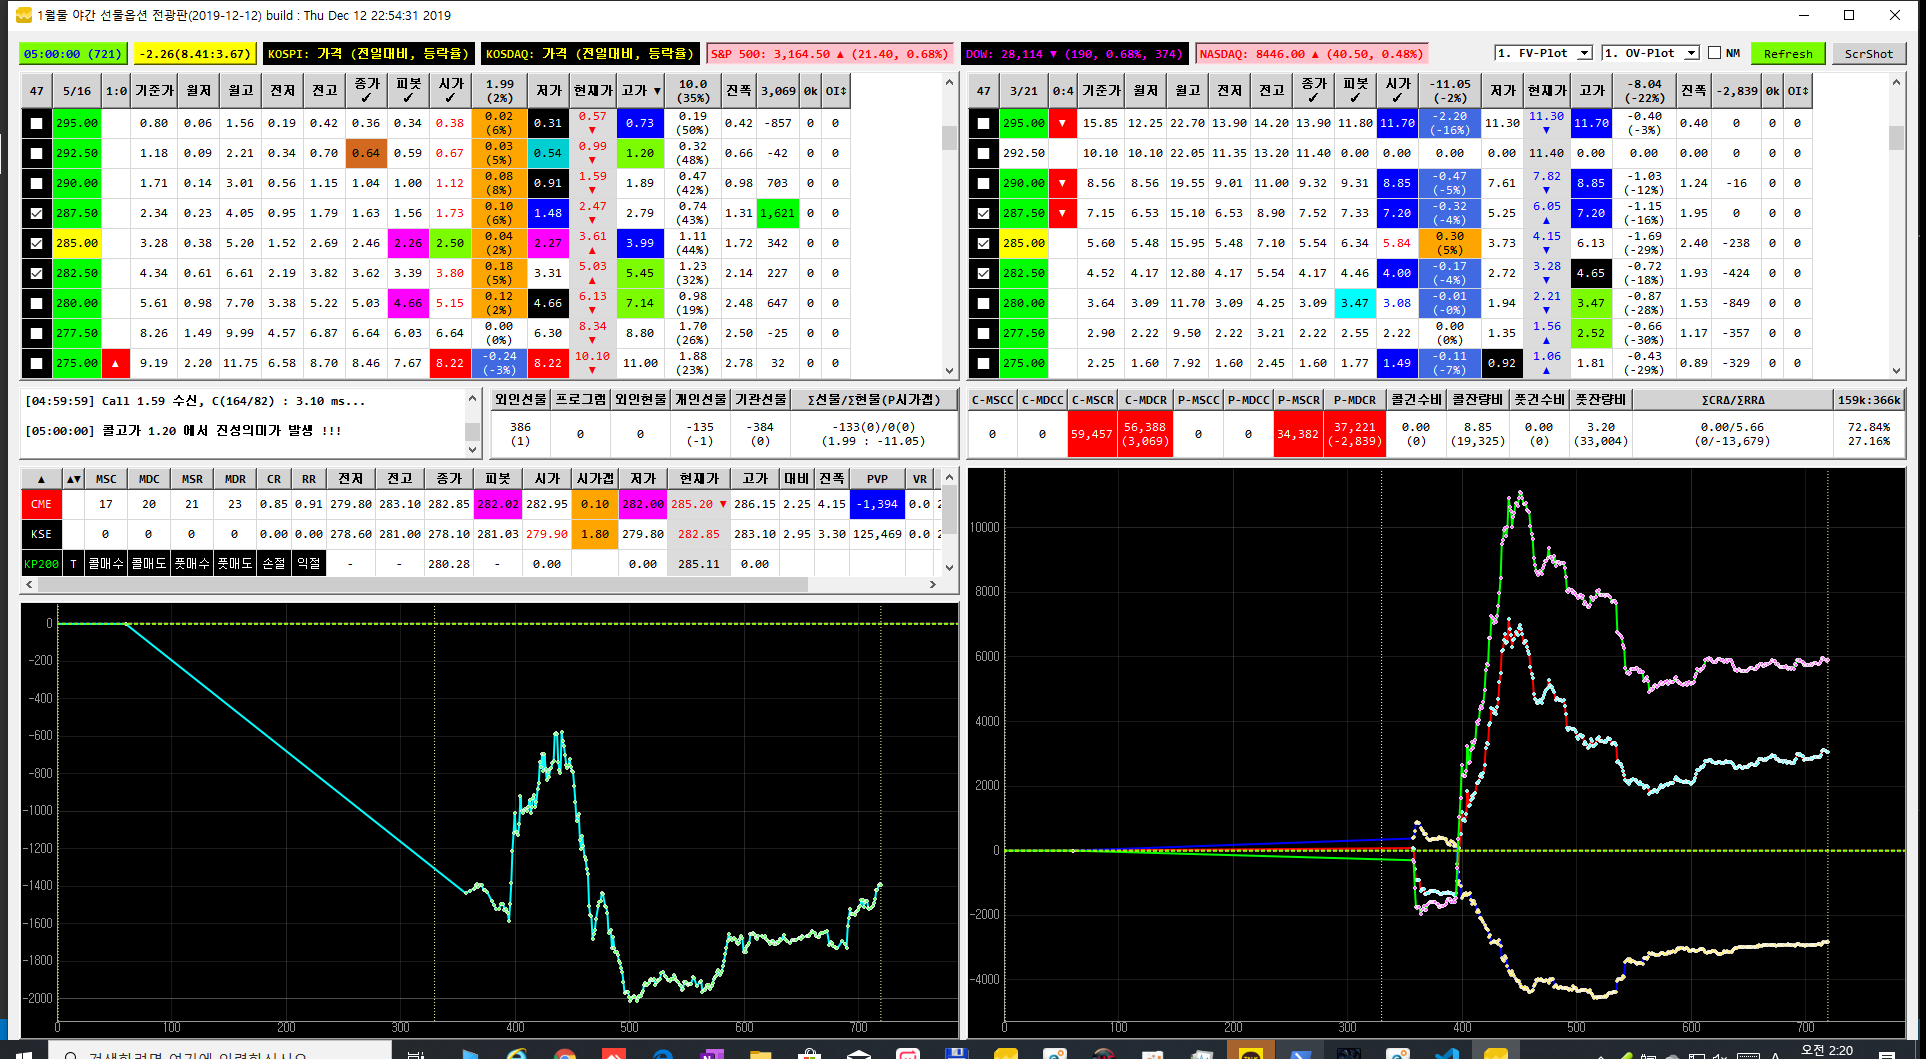 1월물 야간 선물옵션 전광판(2019-12-12) build : Thu Dec 12 22:54:31 2019
05:00:00 (721) -2.26(8.41:3.67) KOSPI: 가격 (전일대비, 등락율) KOSDAQ: 가격 (전일대비, 등락율) S&P 500: 3,164.50 ▲ (21.40, 0.68%) DOW: 28,114 ▼ (190, 0.68%, 374) NASDAQ: 8446.00 ▲ (40.50, 0.48%) 1. FV-Plot 1. OV-Plot NM Refresh ScrShot
47 5/16 1:0 기준가 월저 월고 전저 전고 종가 ✓ 피봇 ✓ 시가 ✓ 1.99 (2%) 저가 현재가 고가 ▼ 10.0 (35%) 진폭 3,069 0k OI↕
295.00 0.80 0.06 1.56 0.19 0.42 0.36 0.34 0.38 0.02 (6%) 0.31 0.57 ▼ 0.73 0.19 (50%) 0.42 -857 0 0
292.50 1.18 0.09 2.21 0.34 0.70 0.64 0.59 0.67 0.03 (5%) 0.54 0.99 ▼ 1.20 0.32 (48%) 0.66 -42 0 0
290.00 1.71 0.14 3.01 0.56 1.15 1.04 1.00 1.12 0.08 (8%) 0.91 1.59 ▼ 1.89 0.47 (42%) 0.98 703 0 0
287.50 2.34 0.23 4.05 0.95 1.79 1.63 1.56 1.73 0.10 (6%) 1.48 2.47 ▼ 2.79 0.74 (43%) 1.31 1,621 0 0
285.00 3.28 0.38 5.20 1.52 2.69 2.46 2.26 2.50 0.04 (2%) 2.27 3.61 ▲ 3.99 1.11 (44%) 1.72 342 0 0
282.50 4.34 0.61 6.61 2.19 3.82 3.62 3.39 3.80 0.18 (5%) 3.31 5.03 ▲ 5.45 1.23 (32%) 2.14 227 0 0
280.00 5.61 0.98 7.70 3.38 5.22 5.03 4.66 5.15 0.12 (2%) 4.66 6.13 ▼ 7.14 0.98 (19%) 2.48 647 0 0
277.50 8.26 1.49 9.99 4.57 6.87 6.64 6.03 6.64 0.00 (0%) 6.30 8.34 ▼ 8.80 1.70 (26%) 2.50 -25 0 0
275.00 ▲ 9.19 2.20 11.75 6.58 8.70 8.46 7.67 8.22 -0.24 (-3%) 8.22 10.10 ▼ 11.00 1.88 (23%) 2.78 32 0 0
47 3/21 0:4 기준가 월저 월고 전저 전고 종가 ✓ 피봇 ✓ 시가 ✓ -11.05 (-2%) 저가 현재가 고가 -8.04 (-22%) 진폭 -2,839 0k OI↕
295.00 ▼ 15.85 12.25 22.70 13.90 14.20 13.90 11.80 11.70 -2.20 (-16%) 11.30 11.30 ▼ 11.70 -0.40 (-3%) 0.40 0 0 0
292.50 10.10 10.10 22.05 11.35 13.20 11.40 0.00 0.00 0.00 0.00 11.40 0.00 0.00 0.00 0 0 0
290.00 ▼ 8.56 8.56 19.55 9.01 11.00 9.32 9.31 8.85 -0.47 (-5%) 7.61 7.82 ▼ 8.85 -1.03 (-12%) 1.24 -16 0 0
287.50 ▼ 7.15 6.53 15.10 6.53 8.90 7.52 7.33 7.20 -0.32 (-4%) 5.25 6.05 ▲ 7.20 -1.15 (-16%) 1.95 0 0 0
285.00 5.60 5.48 15.95 5.48 7.10 5.54 6.34 5.84 0.30 (5%) 3.73 4.15 ▼ 6.13 -1.69 (-29%) 2.40 -238 0 0
282.50 4.52 4.17 12.80 4.17 5.54 4.17 4.46 4.00 -0.17 (-4%) 2.72 3.28 ▼ 4.65 -0.72 (-18%) 1.93 -424 0 0
280.00 3.64 3.09 11.70 3.09 4.25 3.09 3.47 3.08 -0.01 (-0%) 1.94 2.21 ▼ 3.47 -0.87 (-28%) 1.53 -849 0 0
277.50 2.90 2.22 9.50 2.22 3.21 2.22 2.55 2.22 0.00 (0%) 1.35 1.56 ▲ 2.52 -0.66 (-30%) 1.17 -357 0 0
275.00 2.25 1.60 7.92 1.60 2.45 1.60 1.77 1.49 -0.11 (-7%) 0.92 1.06 ▲ 1.81 -0.43 (-29%) 0.89 -329 0 0
[04:59:59] Call 1.59 수신, C(164/82) : 3.10 ms...
[05:00:00] 콜고가 1.20 에서 진성의미가 발생 !!!
외인선물 프로그램 외인현물 개인선물 기관선물 Σ선물/Σ현물(P시가갭)
386 (1) 0 0 -135 (-1) -384 (0) -133(0)/0(0) (1.99 : -11.05)
C-MSCC C-MDCC C-MSCR C-MDCR P-MSCC P-MDCC P-MSCR P-MDCR 콜건수비 콜잔량비 풋건수비 풋잔량비 ΣCRΔ/ΣRRΔ 159k:366k
0 0 59,457 56,388 (3,069) 0 0 34,382 37,221 (-2,839) 0.00 (0) 8.85 (19,325) 0.00 (0) 3.20 (33,004) 0.00/5.66 (0/-13,679) 72.84% 27.16%
▲ ▲▼ MSC MDC MSR MDR CR RR 전저 전고 종가 피봇 시가 시가갭 저가 현재가 고가 대비 진폭 PVP VR
CME 17 20 21 23 0.85 0.91 279.80 283.10 282.85 282.02 282.95 0.10 282.00 285.20 ▼ 286.15 2.25 4.15 -1,394 0.0
KSE 0 0 0 0 0.00 0.00 278.60 281.00 278.10 281.03 279.90 1.80 279.80 282.85 283.10 2.95 3.30 125,469 0.0
KP200 T 콜매수 콜매도 풋매수 풋매도 손절 익절 - - 280.28 - 0.00 0.00 285.11 0.00
0
-200
-400
-600
-800
-1000
-1200
-1400
-1600
-1800
-2000
0 100 200 300 400 500 600 700
10000
8000
6000
4000
2000
0
-2000
-4000
0 100 200 300 400 500 600 700
오전 2:20